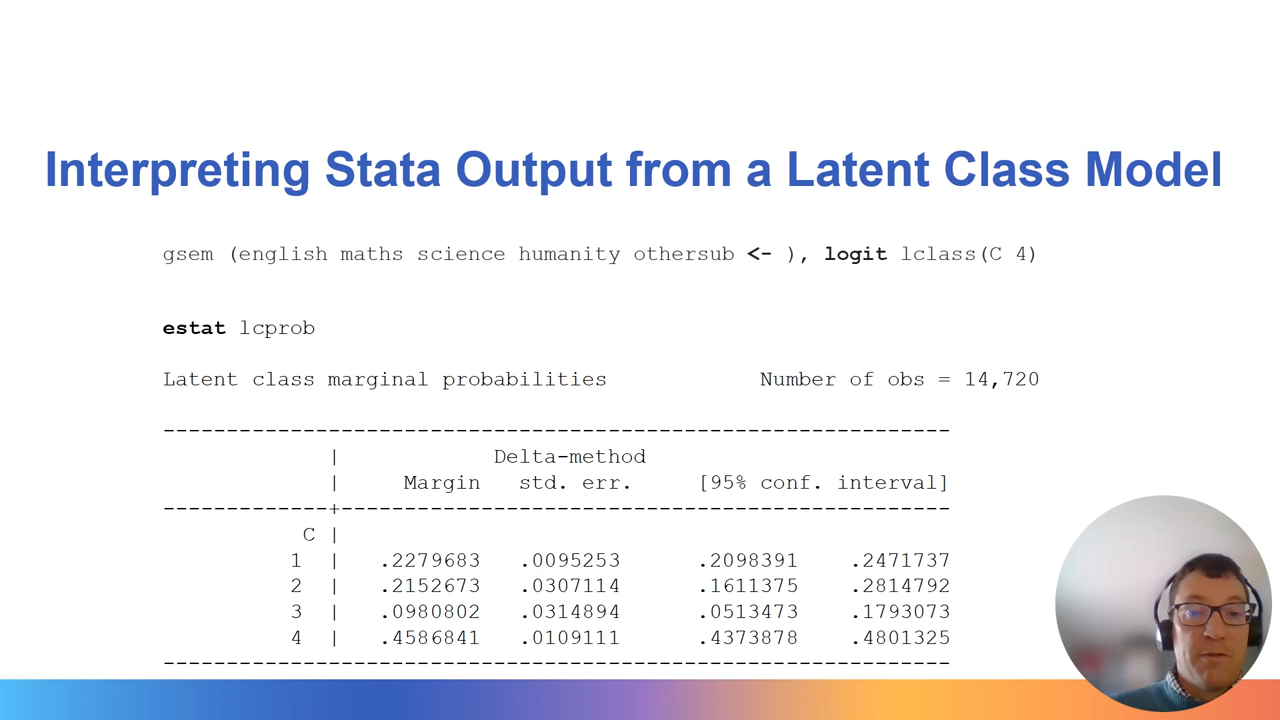 Interpreting Stata Output from a Latent Class Model
gsem (english maths science humanity othersub <- ), logit lclass(C 4)
estat lcprob
Latent class marginal probabilities            Number of obs = 14,720
--------------------------------------------------------------
             |            Delta-method
             |     Margin   std. err.     [95% conf. interval]
-------------+------------------------------------------------
           C |
          1  |   .2279683   .0095253      .2098391    .2471737
          2  |   .2152673   .0307114      .1611375    .2814792
          3  |   .0980802   .0314894      .0513473    .1793073
          4  |   .4586841   .0109111      .4373878    .4801325
--------------------------------------------------------------